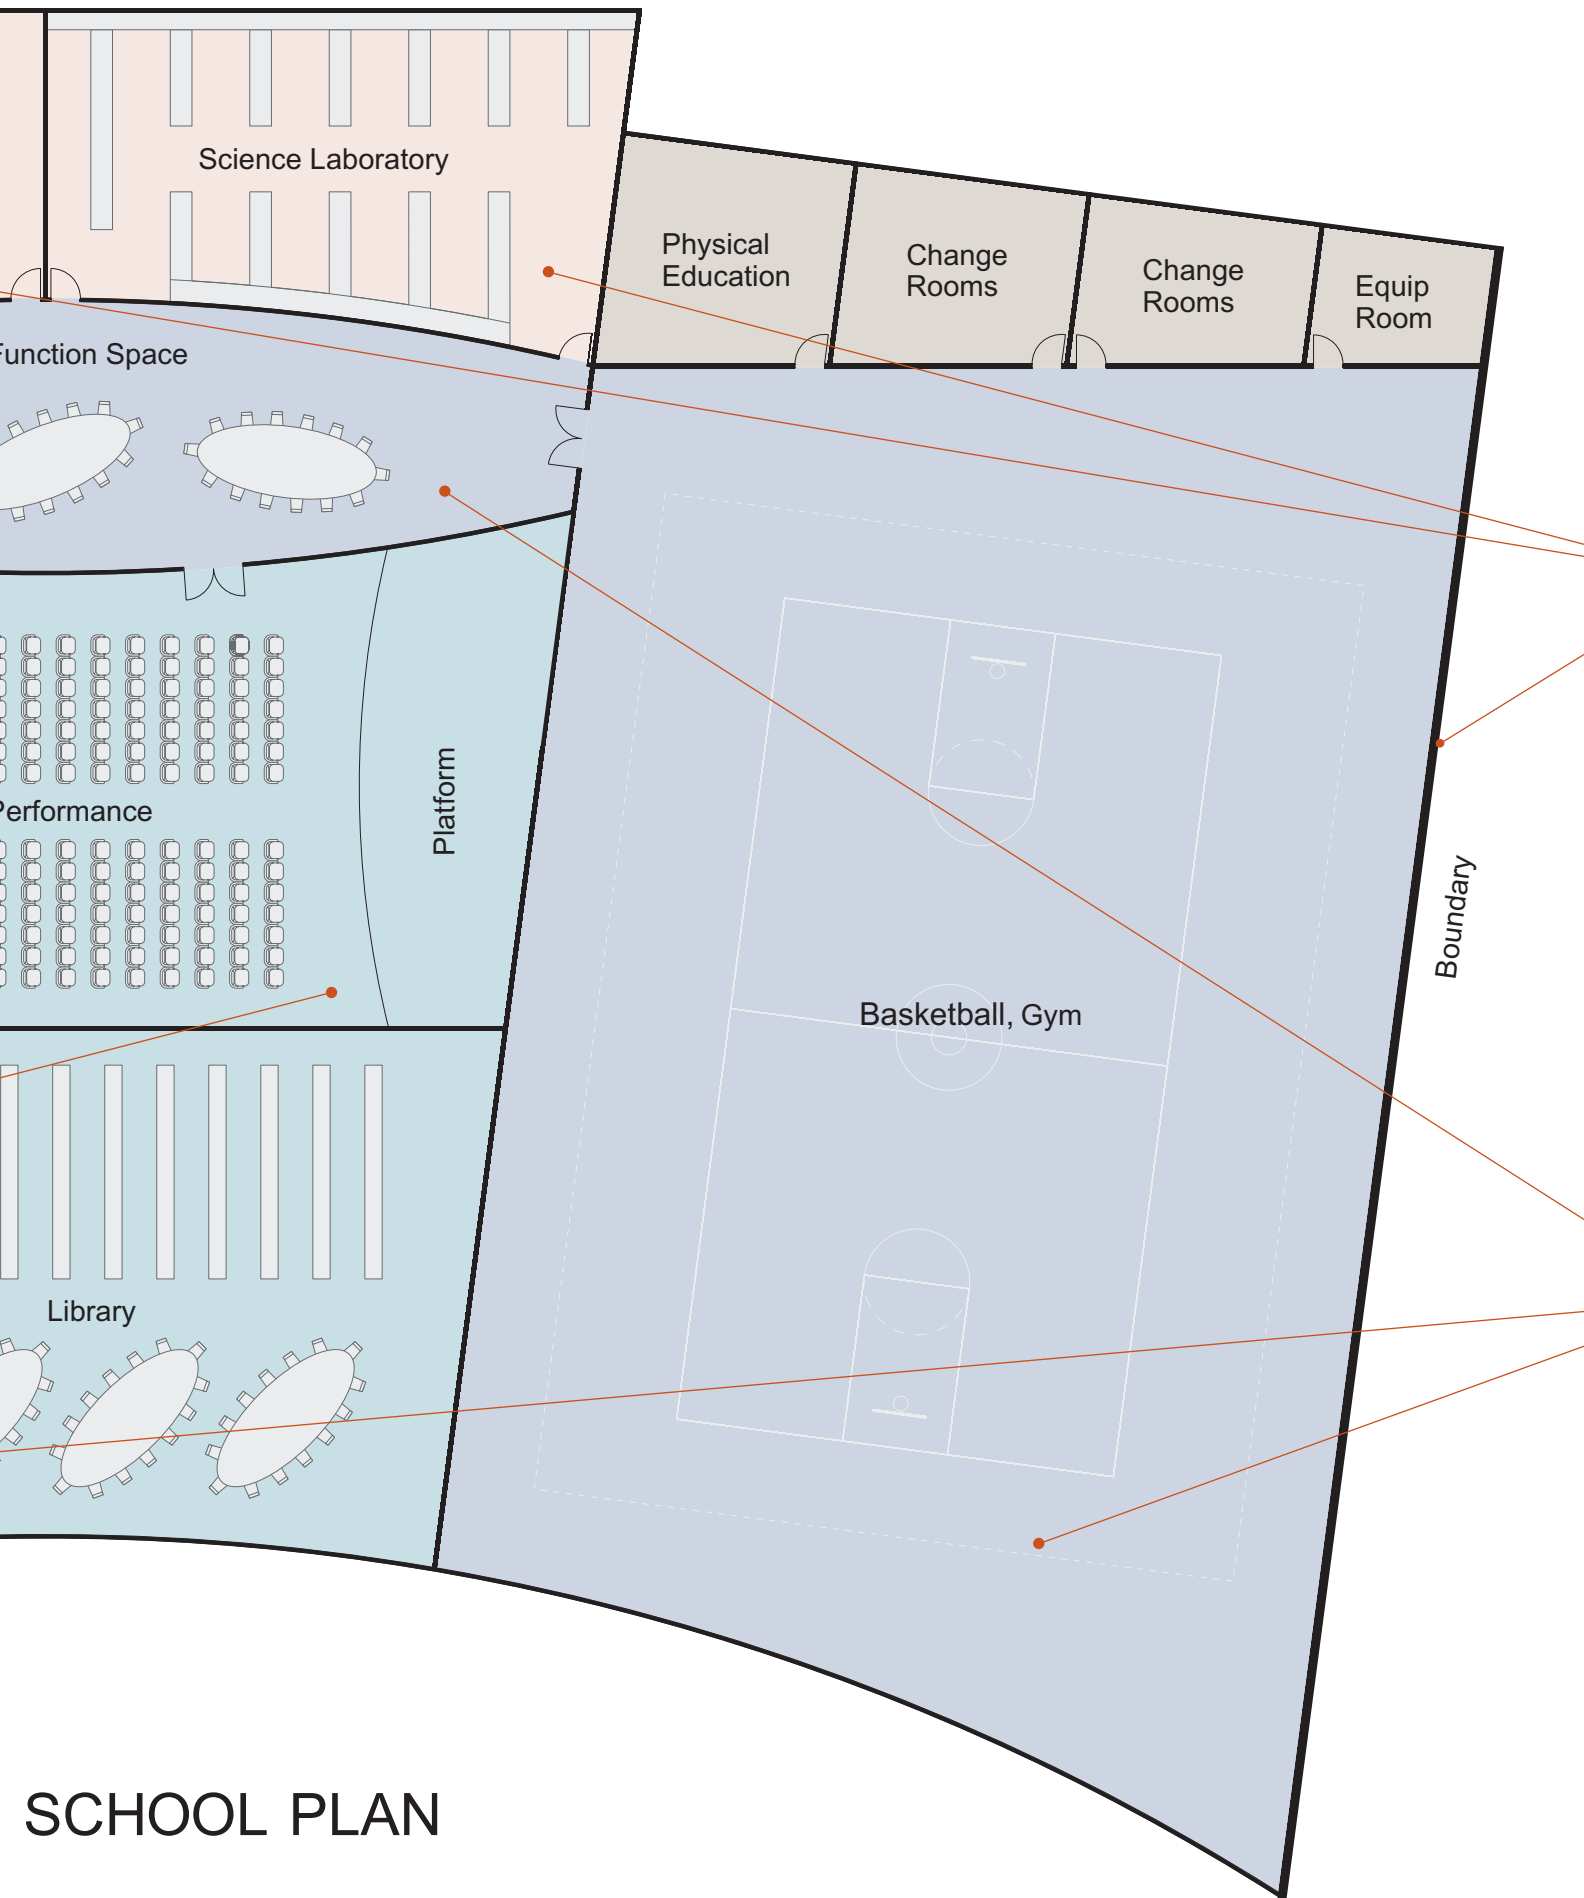 Science Laboratory
Physical
Education
Change
Rooms
Change
Rooms
Equip
Room
Function Space
Performance
Platform
Boundary
Basketball, Gym
Library
SCHOOL PLAN